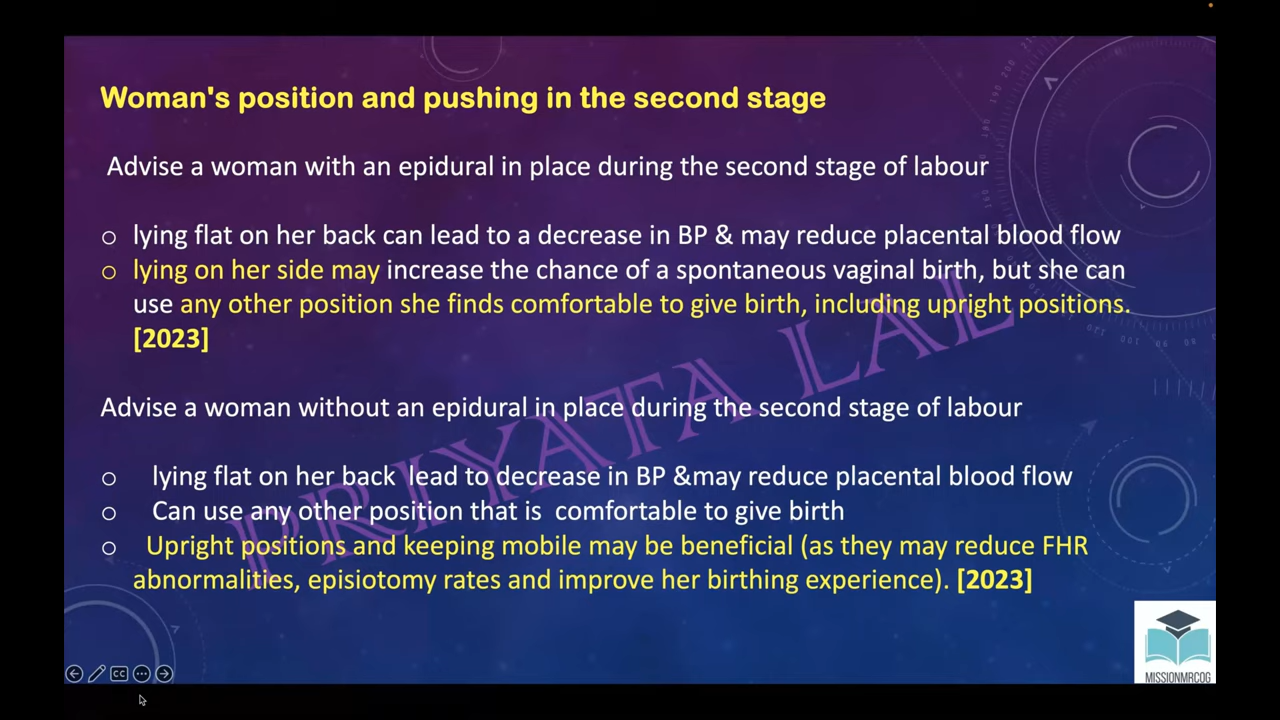 Woman's position and pushing in the second stage
Advise a woman with an epidural in place during the second stage of labour
o lying flat on her back can lead to a decrease in BP & may reduce placental blood flow
o lying on her side may increase the chance of a spontaneous vaginal birth, but she can
use any other position she finds comfortable to give birth, including upright positions.
[2023]
Advise a woman without an epidural in place during the second stage of labour
o lying flat on her back lead to decrease in BP &may reduce placental blood flow
o Can use any other position that is comfortable to give birth
o Upright positions and keeping mobile may be beneficial (as they may reduce FHR
abnormalities, episiotomy rates and improve her birthing experience). [2023]
PRIYATA LAL
CC
MISSIONMRCOG